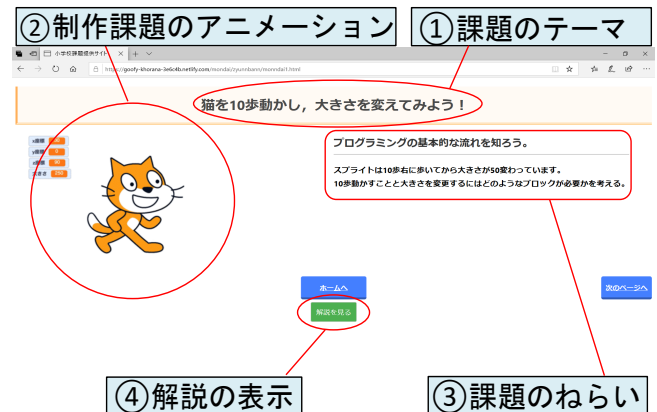 ②制作課題のアニメーション
①課題のテーマ
小学校課題提供サイト
https://goofy-khorana-3e6c4b.netlify.com/mondai/zyunnbann/monndai1.html
猫を10歩動かし，大きさを変えてみよう！
x座標
y座標 0
大きさ
プログラミングの基本的な流れを知ろう。
スプライトは10歩右に歩いてから大きさが50変わっています。
10歩動かすことと大きさを変更するにはどのようなブロックが必要かを考える。
ホームへ
次のページへ
解説を見る
④解説の表示
③課題のねらい